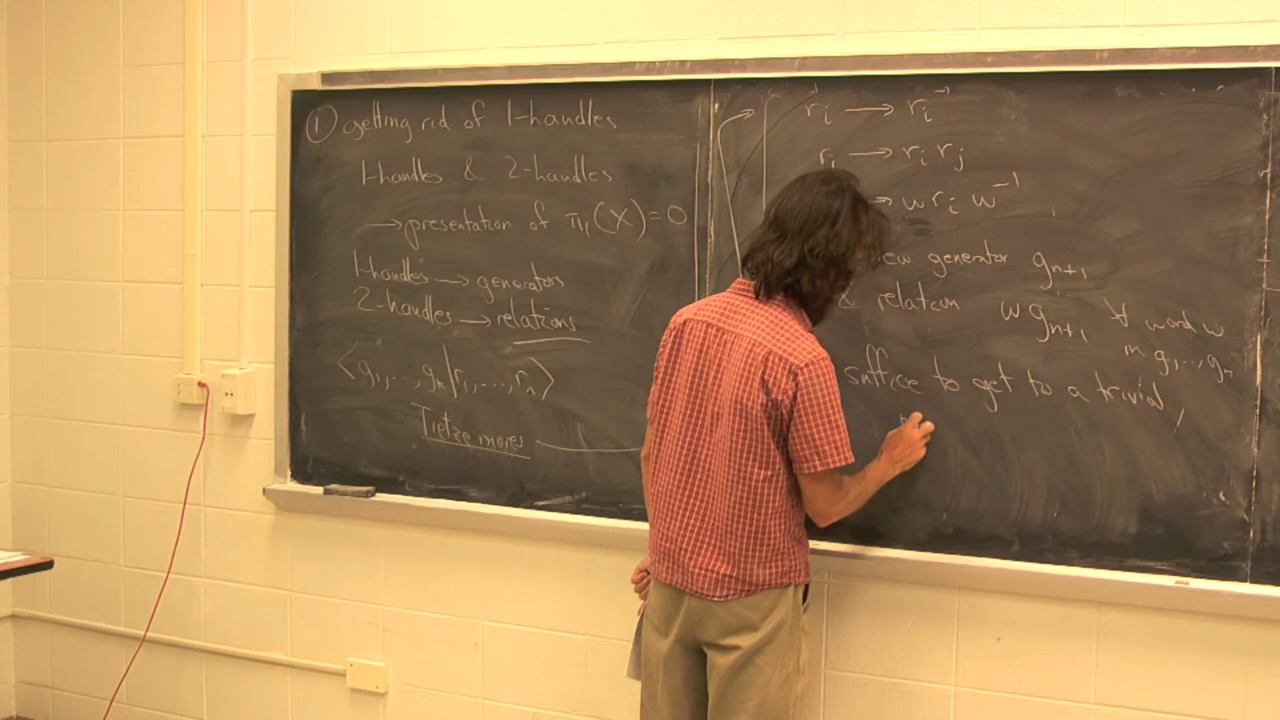 ① getting rid of 1-handles
1-handles & 2-handles
→ presentation of π₁(X)=0
1-handles → generators
2-handles → relations
⟨g₁,...,gₙ|r₁,...,rₙ⟩
Tietze moves
rᵢ → rᵢ⁻¹
rᵢ → rᵢ rⱼ
→ w rᵢ w⁻¹
generator gₙ₊₁
& relation w gₙ₊₁ ∀ word w
in g₁,...,gₙ
suffice to get to a trivial